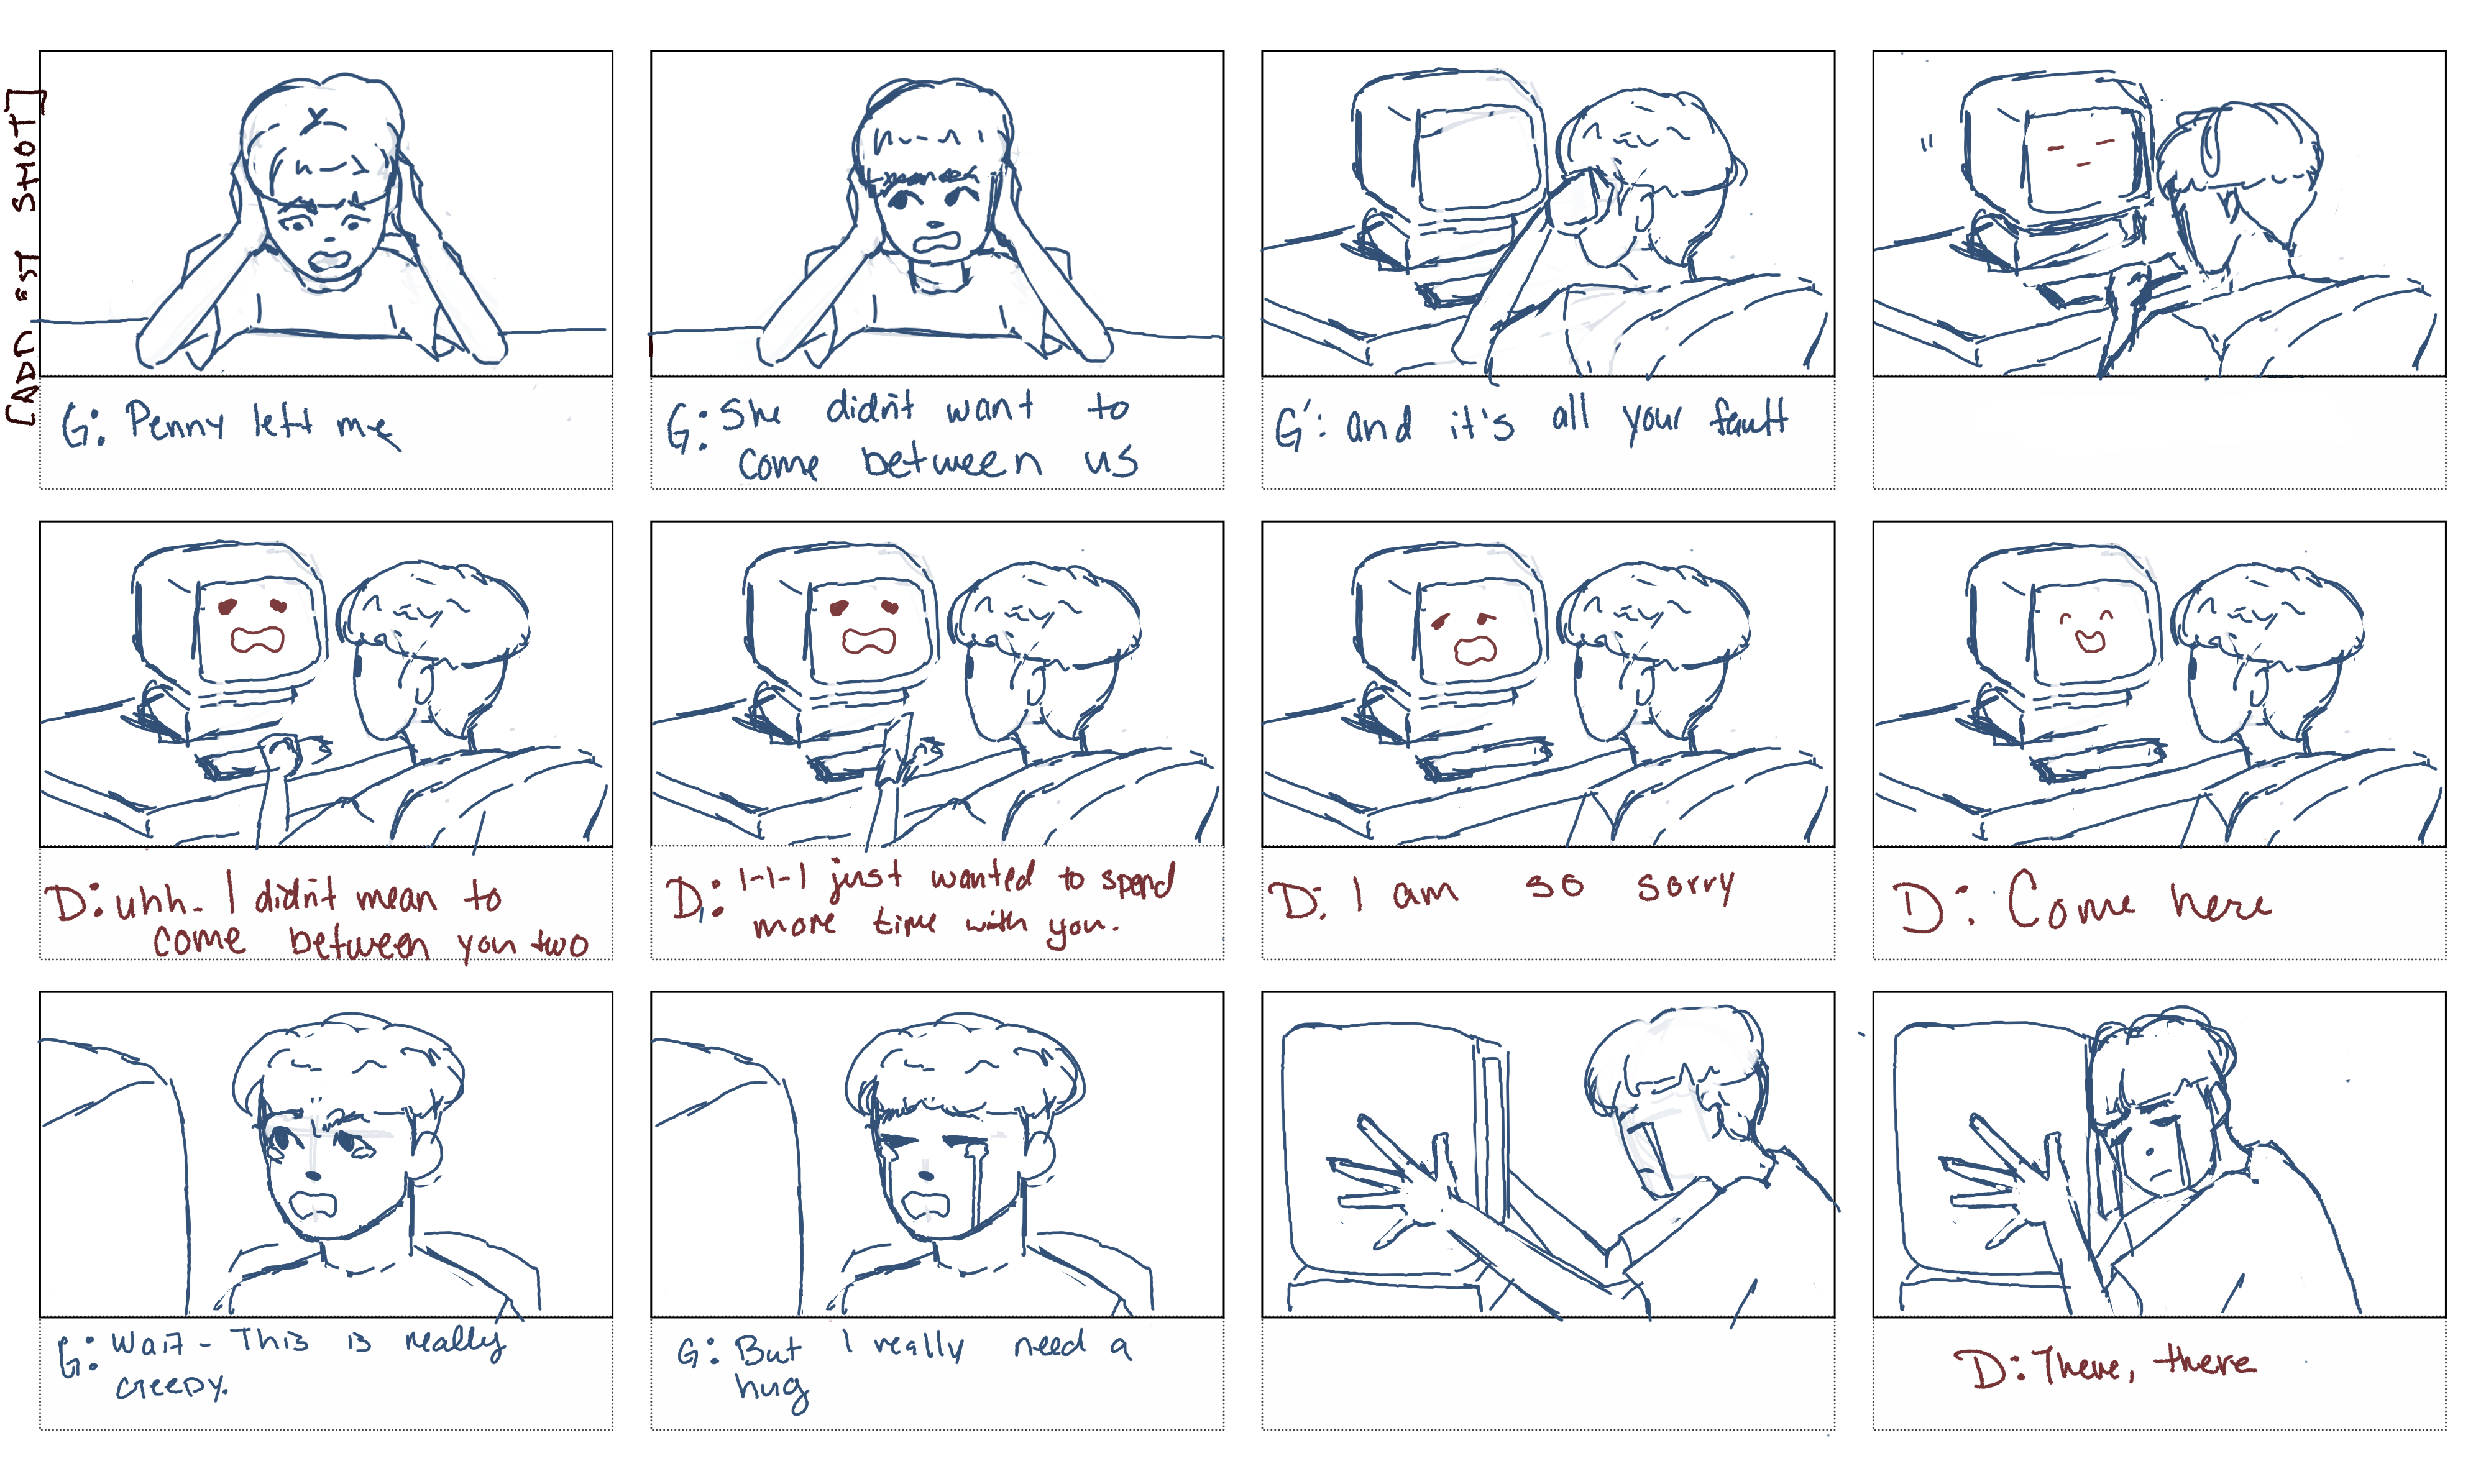 [ADD EST SHOT]
G: Penny left me
G: She didn't want to
come between us
G: and it's all your fault
D: uhh- I didn't mean to
come between you two
D: I-I-I just wanted to spend
more time with you.
D: I am so sorry
D: Come here
G: Wait - This is really
creepy.
G: But I really need a
hug
D: There, there